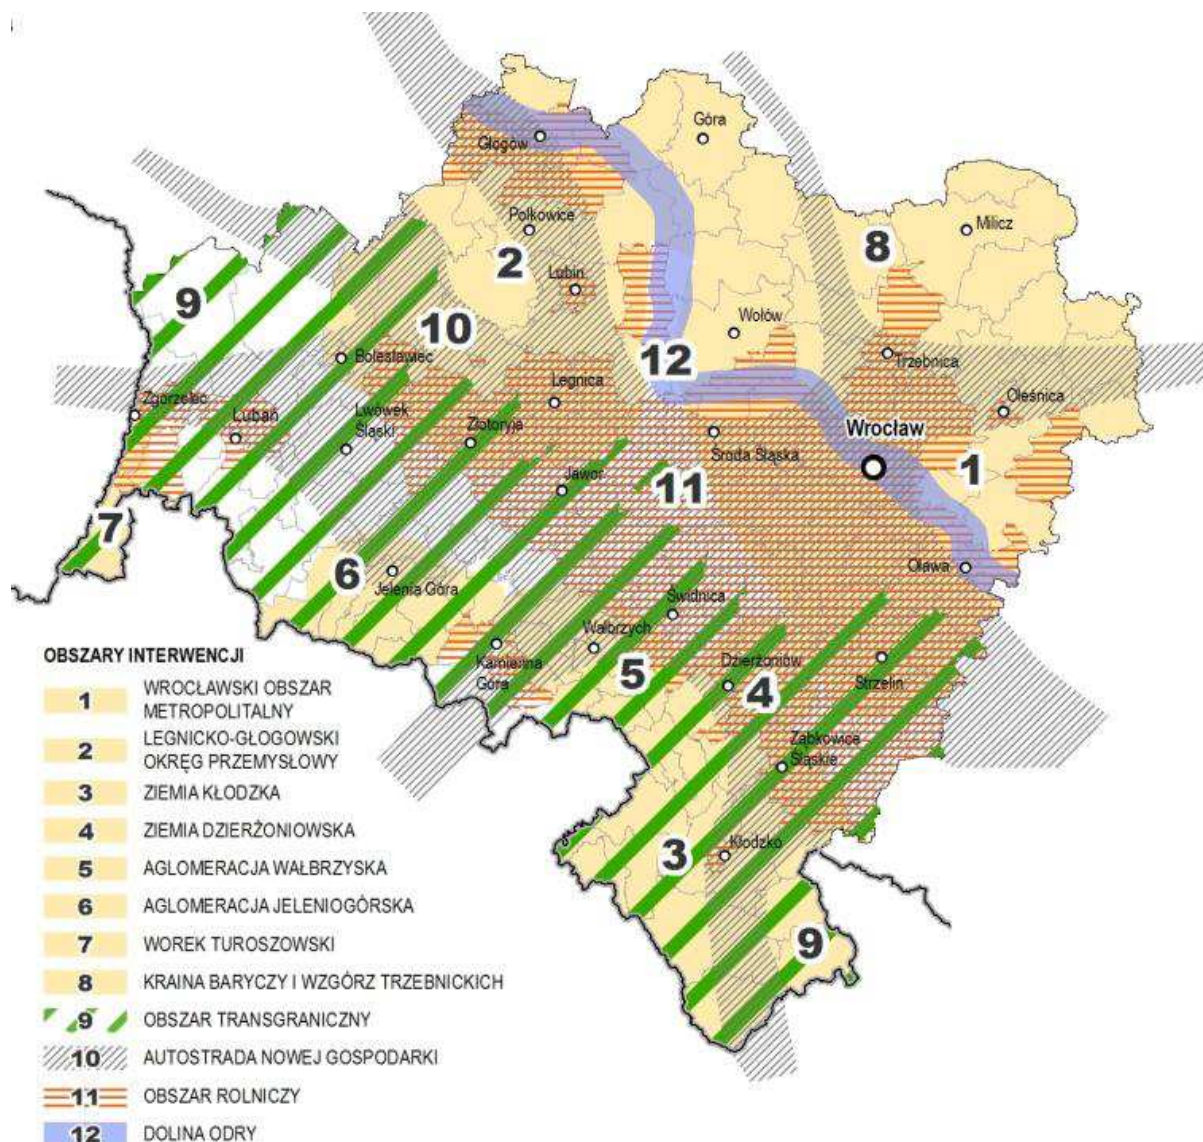 Góra
Głogów
Milicz
Polkowice
8
2
Lubin
9
10
Wołów
12
Bolesławiec
Trzebnica
Legnica
Zgorzelec
Oleśnica
Lubań
Lwówek
Śląski
Złotoryja
Środa Śląska
Wrocław
1
Jawor
11
7
Oława
6
Jelenia Góra
Świdnica
Wałbrzych
Kamienna
Góra
5
Dzierżoniów
4
Strzelin
Ząbkowice
Śląskie
3
Kłodzko
9
OBSZARY INTERWENCJI
1 WROCŁAWSKI OBSZAR
METROPOLITALNY
2 LEGNICKO-GŁOGOWSKI
OKRĘG PRZEMYSŁOWY
3 ZIEMIA KŁODZKA
4 ZIEMIA DZIERŻONIOWSKA
5 AGLOMERACJA WAŁBRZYSKA
6 AGLOMERACJA JELENIOGÓRSKA
7 WOREK TUROSZOWSKI
8 KRAINA BARYCZY I WZGÓRZ TRZEBNICKICH
9 OBSZAR TRANSGRANICZNY
10 AUTOSTRADA NOWEJ GOSPODARKI
11 OBSZAR ROLNICZY
12 DOLINA ODRY